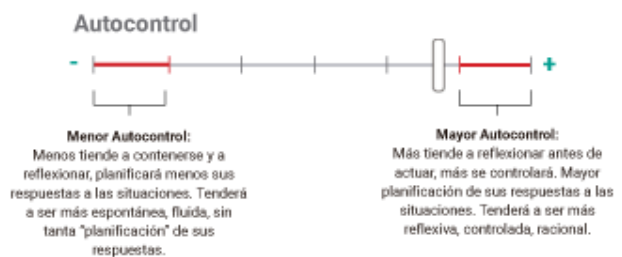 Autocontrol
- +
Menor Autocontrol:
Menos tiende a contenerse y a
reflexionar, planificará menos sus
respuestas a las situaciones. Tenderá
a ser más espontánea, fluida, sin
tanta "planificación" de sus
respuestas.
Mayor Autocontrol:
Más tiende a reflexionar antes de
actuar, más se controlará. Mayor
planificación de sus respuestas a las
situaciones. Tenderá a ser más
reflexiva, controlada, racional.